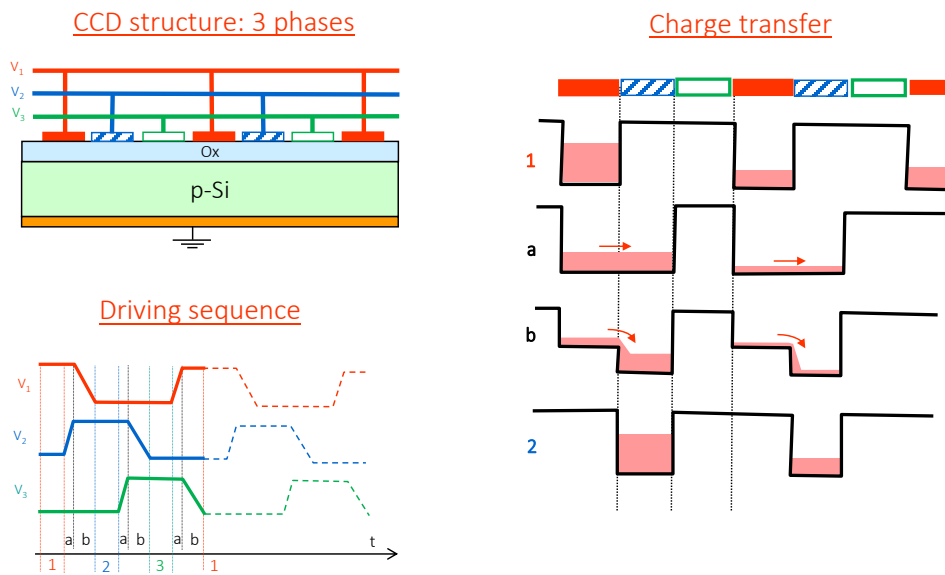 CCD structure: 3 phases
V1
V2
V3
Ox
p-Si
Driving sequence
V1
V2
V3
a b a b a b t
1 2 3 1
Charge transfer
1
a
b
2